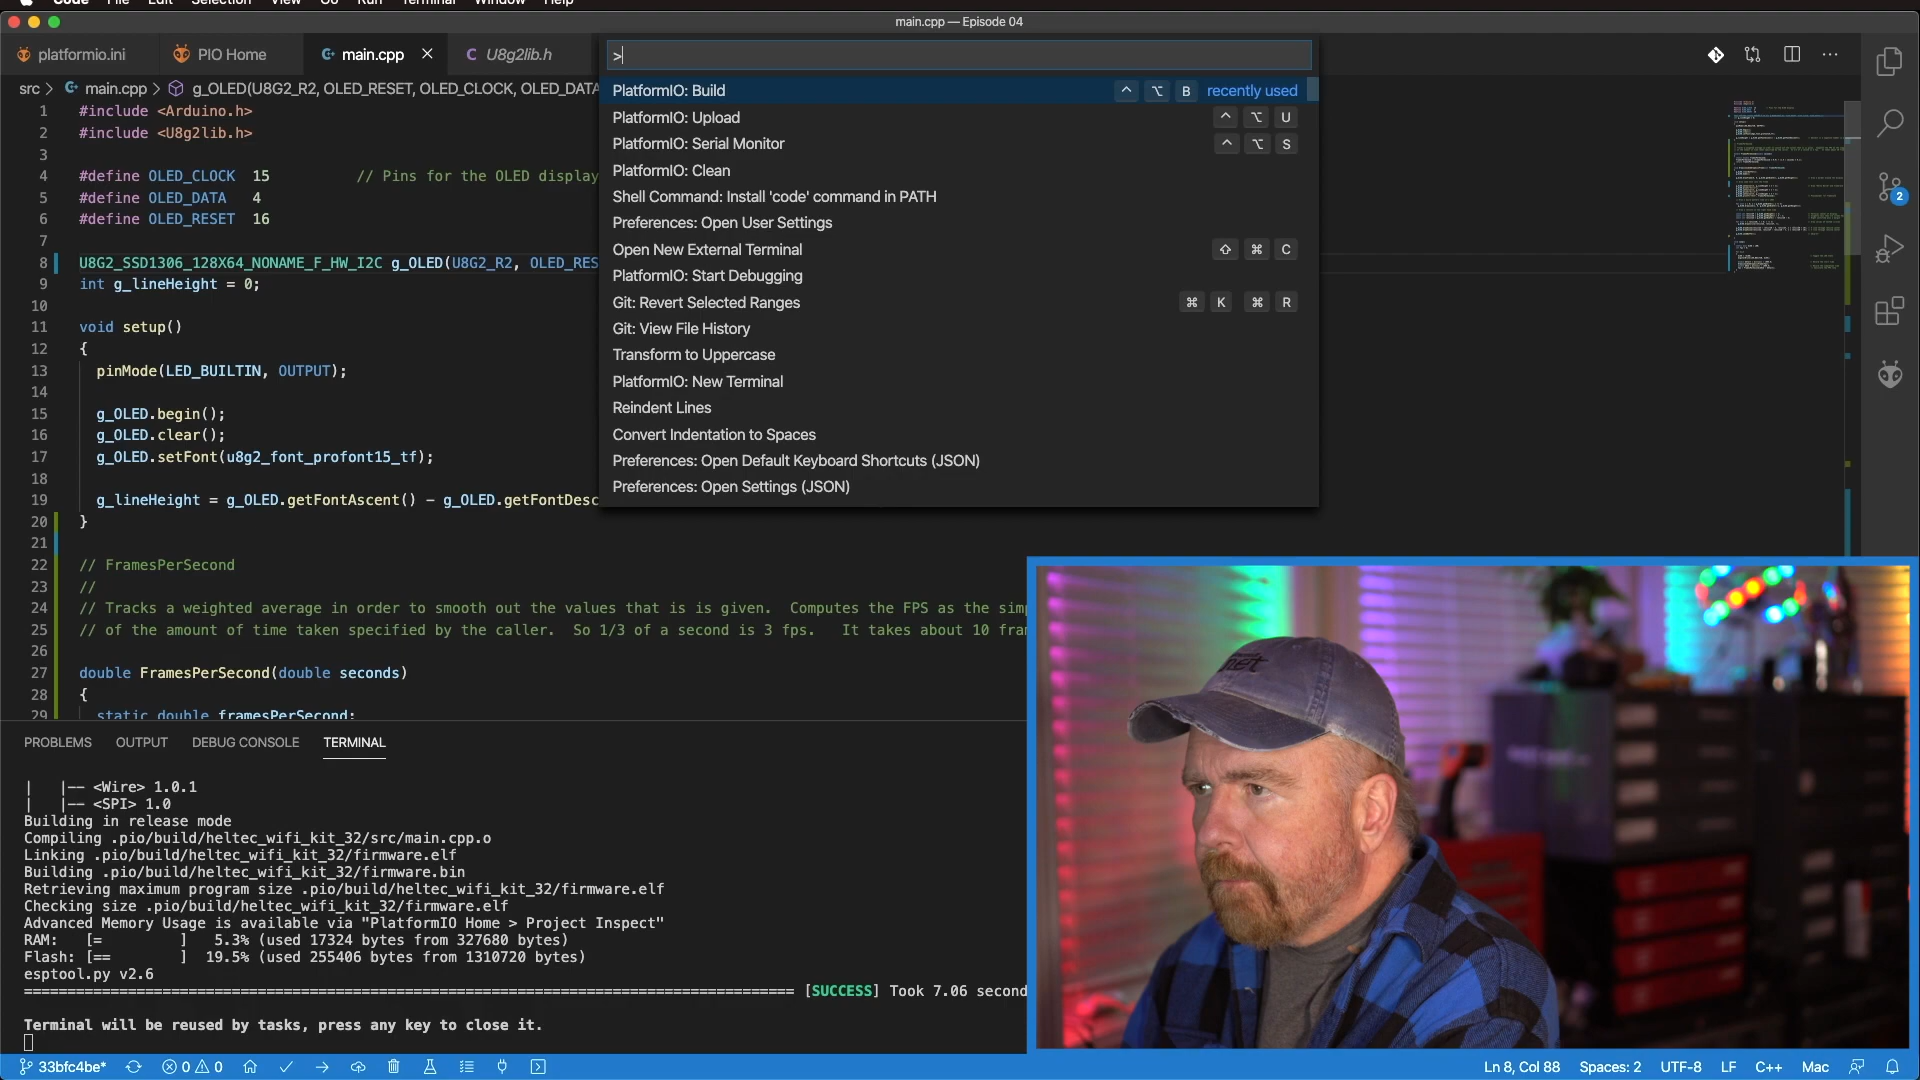 Code File Edit Selection View Go Run Terminal Window Help
main.cpp — Episode 04
platformio.ini PIO Home main.cpp U8g2lib.h
src > main.cpp > g_OLED(U8G2_R2, OLED_RESET, OLED_CLOCK, OLED_DATA
>
PlatformIO: Build ^ ⌥ B recently used
PlatformIO: Upload ^ ⌥ U
PlatformIO: Serial Monitor ^ ⌥ S
PlatformIO: Clean
Shell Command: Install 'code' command in PATH
Preferences: Open User Settings
Open New External Terminal ⇧ ⌘ C
PlatformIO: Start Debugging
Git: Revert Selected Ranges ⌘ K ⌘ R
Git: View File History
Transform to Uppercase
PlatformIO: New Terminal
Reindent Lines
Convert Indentation to Spaces
Preferences: Open Default Keyboard Shortcuts (JSON)
Preferences: Open Settings (JSON)
1 #include <Arduino.h>
2 #include <U8g2lib.h>
3
4 #define OLED_CLOCK 15 // Pins for the OLED display
5 #define OLED_DATA 4
6 #define OLED_RESET 16
7
8 U8G2_SSD1306_128X64_NONAME_F_HW_I2C g_OLED(U8G2_R2, OLED_RES
9 int g_lineHeight = 0;
10
11 void setup()
12 {
13 pinMode(LED_BUILTIN, OUTPUT);
14
15 g_OLED.begin();
16 g_OLED.clear();
17 g_OLED.setFont(u8g2_font_profont15_tf);
18
19 g_lineHeight = g_OLED.getFontAscent() - g_OLED.getFontDesc
20 }
21
22 // FramesPerSecond
23 //
24 // Tracks a weighted average in order to smooth out the values that is is given. Computes the FPS as the simp
25 // of the amount of time taken specified by the caller. So 1/3 of a second is 3 fps. It takes about 10 fran
26
27 double FramesPerSecond(double seconds)
28 {
29 static double framesPerSecond;
2
PROBLEMS OUTPUT DEBUG CONSOLE TERMINAL
| |-- <Wire> 1.0.1
| |-- <SPI> 1.0
Building in release mode
Compiling .pio/build/heltec_wifi_kit_32/src/main.cpp.o
Linking .pio/build/heltec_wifi_kit_32/firmware.elf
Building .pio/build/heltec_wifi_kit_32/firmware.bin
Retrieving maximum program size .pio/build/heltec_wifi_kit_32/firmware.elf
Checking size .pio/build/heltec_wifi_kit_32/firmware.elf
Advanced Memory Usage is available via "PlatformIO Home > Project Inspect"
RAM: [= ] 5.3% (used 17324 bytes from 327680 bytes)
Flash: [== ] 19.5% (used 255406 bytes from 1310720 bytes)
esptool.py v2.6
========================================================================================= [SUCCESS] Took 7.06 second
Terminal will be reused by tasks, press any key to close it.
33bfc4be* 0 0 Ln 8, Col 88 Spaces: 2 UTF-8 LF C++ Mac